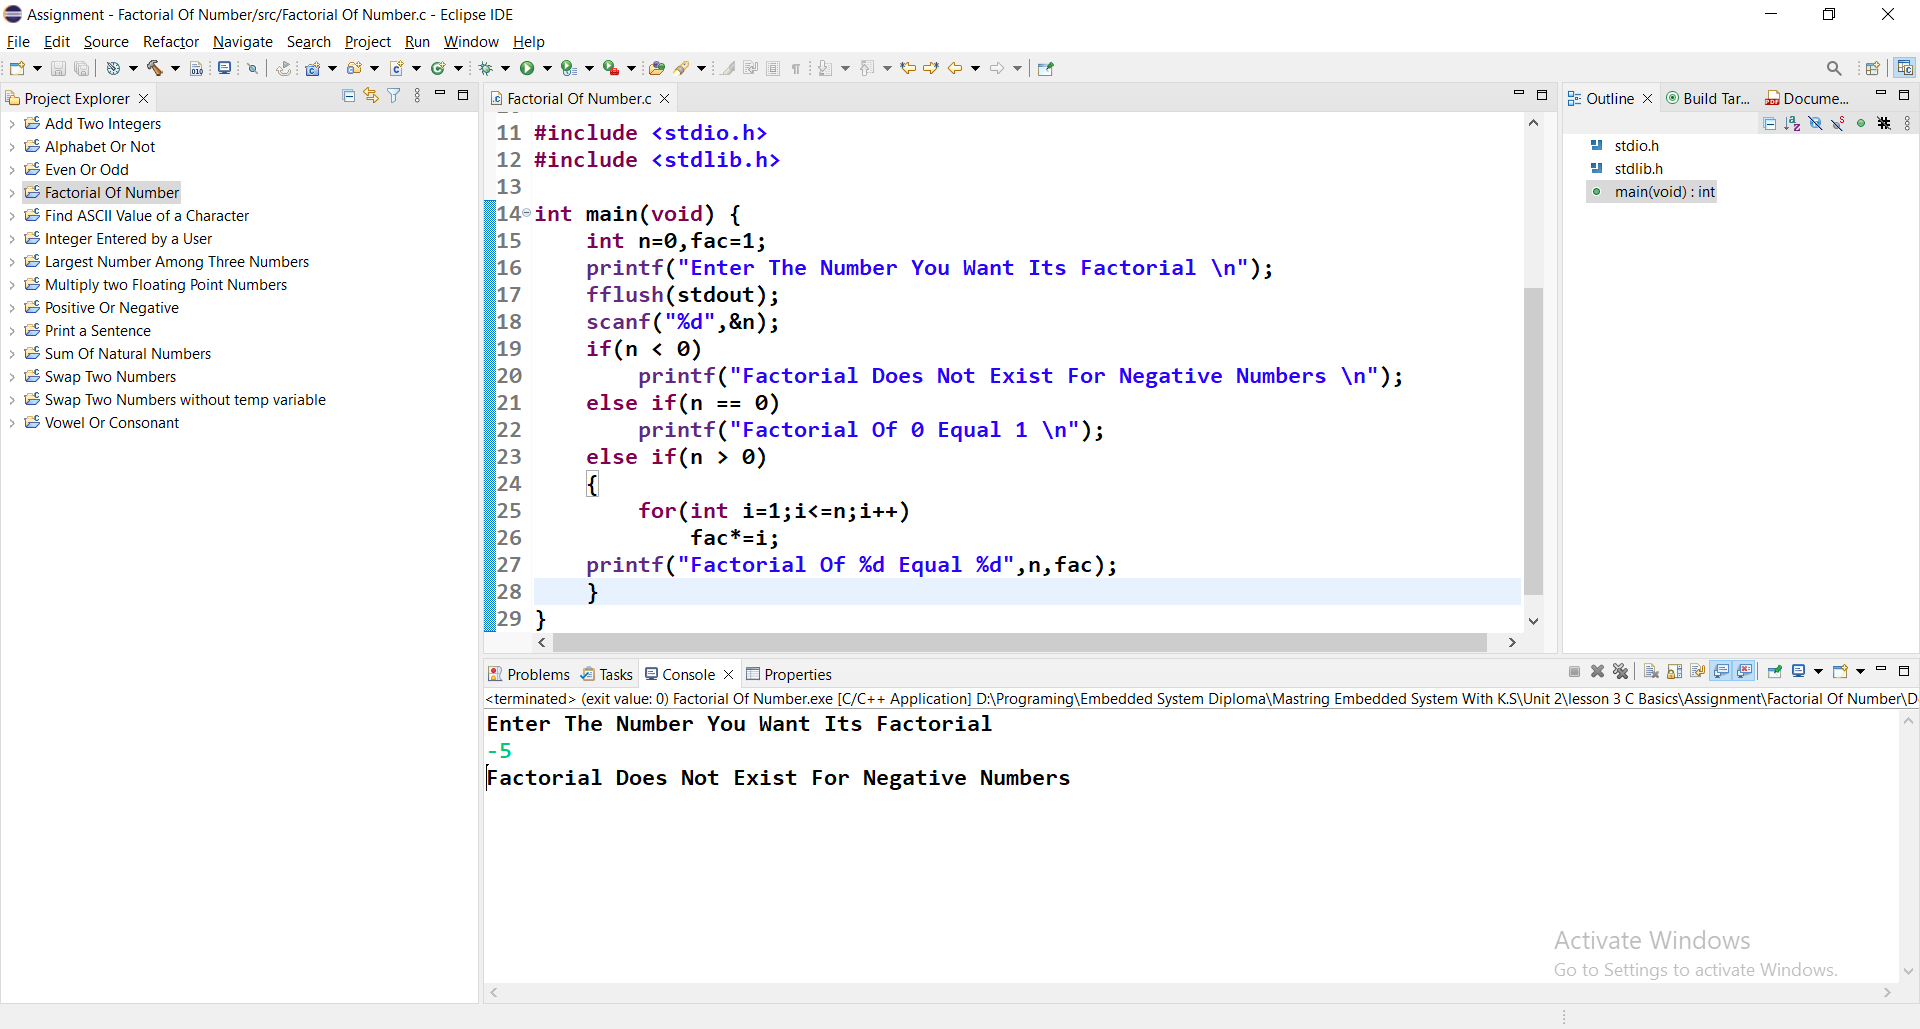 Assignment - Factorial Of Number/src/Factorial Of Number.c - Eclipse IDE
File Edit Source Refactor Navigate Search Project Run Window Help
Project Explorer
Add Two Integers
Alphabet Or Not
Even Or Odd
Factorial Of Number
Find ASCII Value of a Character
Integer Entered by a User
Largest Number Among Three Numbers
Multiply two Floating Point Numbers
Positive Or Negative
Print a Sentence
Sum Of Natural Numbers
Swap Two Numbers
Swap Two Numbers without temp variable
Vowel Or Consonant
Factorial Of Number.c
11 #include <stdio.h>
12 #include <stdlib.h>
13
14 int main(void) {
15     int n=0,fac=1;
16     printf("Enter The Number You Want Its Factorial \n");
17     fflush(stdout);
18     scanf("%d",&n);
19     if(n < 0)
20         printf("Factorial Does Not Exist For Negative Numbers \n");
21     else if(n == 0)
22         printf("Factorial Of 0 Equal 1 \n");
23     else if(n > 0)
24     {
25         for(int i=1;i<=n;i++)
26             fac*=i;
27     printf("Factorial Of %d Equal %d",n,fac);
28     }
29 }
Outline Build Tar... Docume...
stdio.h
stdlib.h
main(void) : int
Problems Tasks Console Properties
<terminated> (exit value: 0) Factorial Of Number.exe [C/C++ Application] D:\Programing\Embedded System Diploma\Mastring Embedded System With K.S\Unit 2\lesson 3 C Basics\Assignment\Factorial Of Number\D
Enter The Number You Want Its Factorial
-5
Factorial Does Not Exist For Negative Numbers
Activate Windows
Go to Settings to activate Windows.